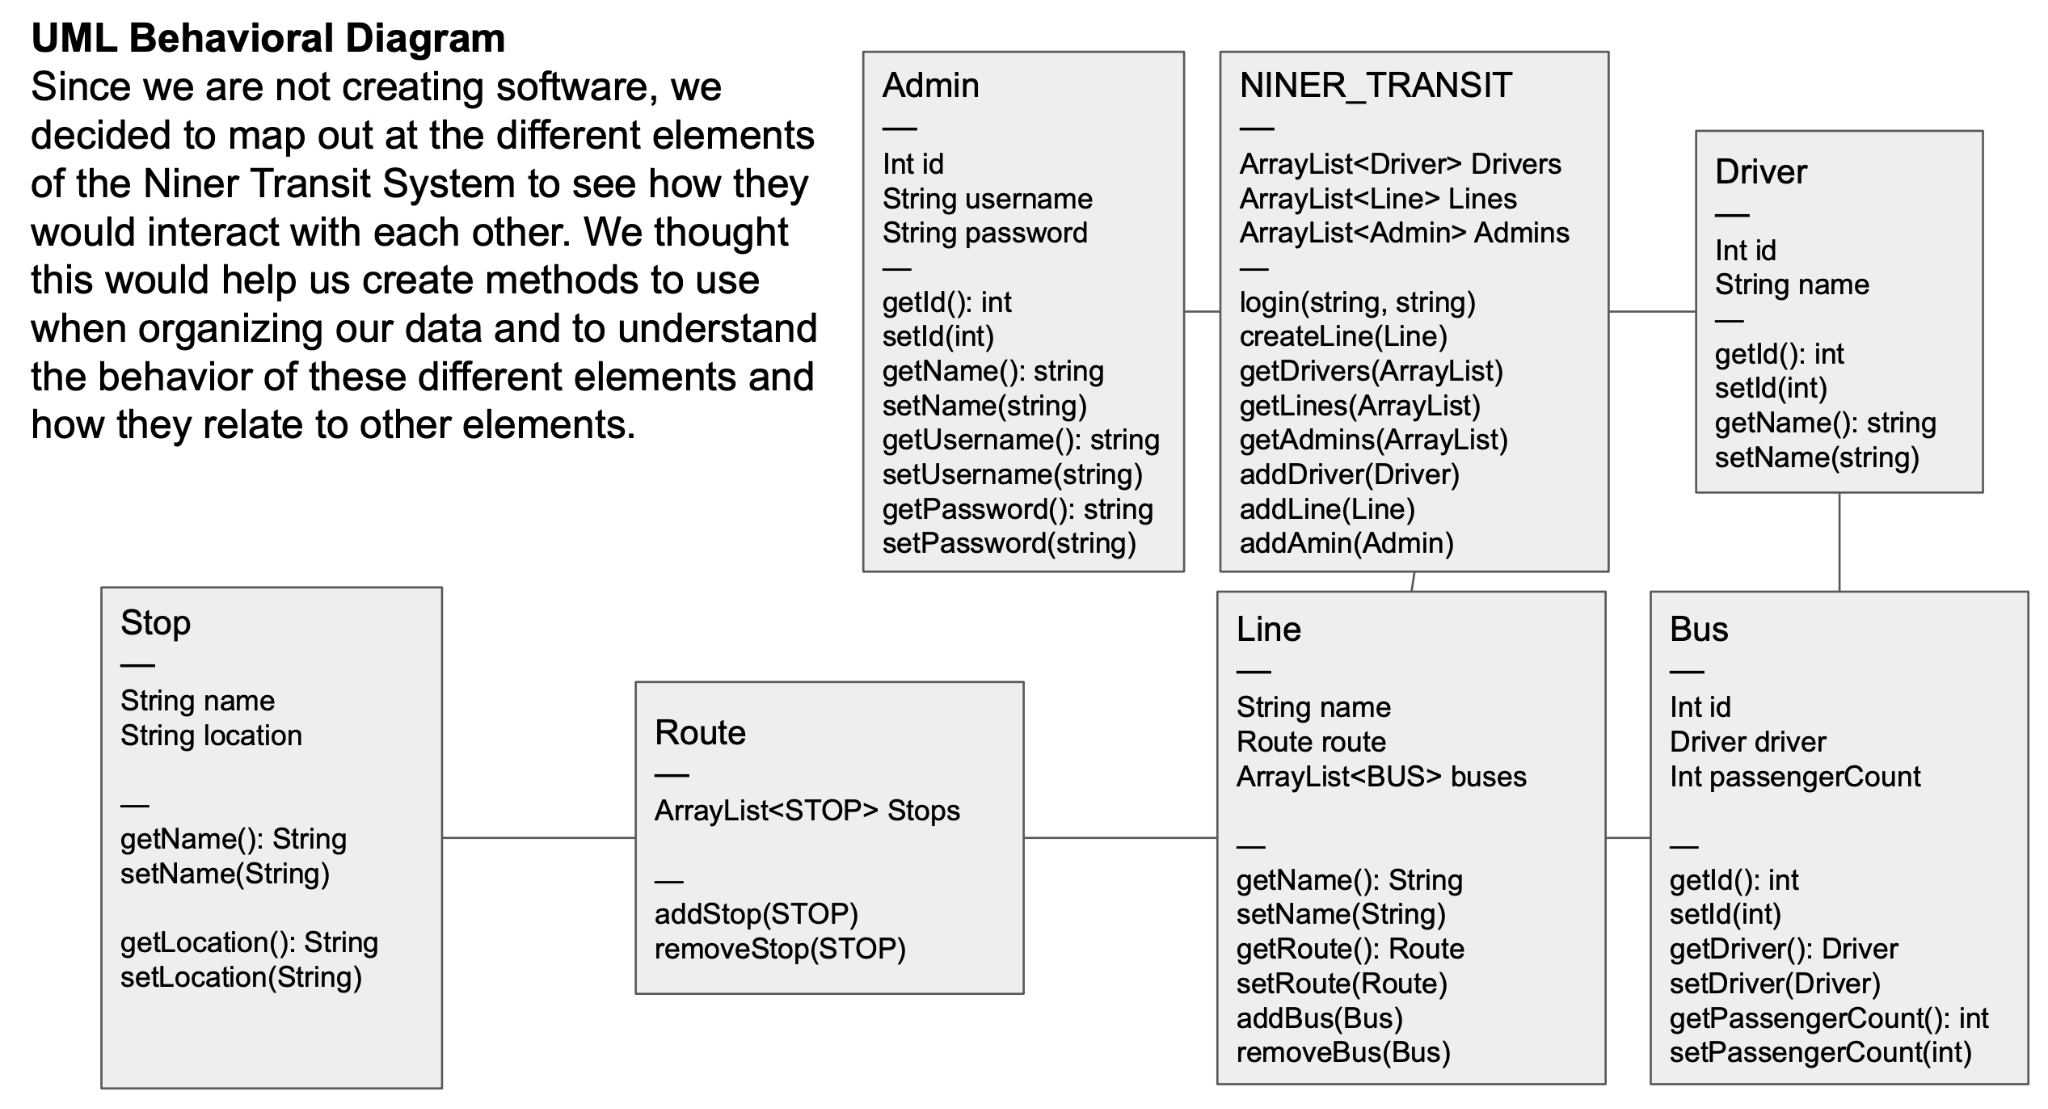 UML Behavioral Diagram
Since we are not creating software, we
decided to map out at the different elements
of the Niner Transit System to see how they
would interact with each other. We thought
this would help us create methods to use
when organizing our data and to understand
the behavior of these different elements and
how they relate to other elements.
Admin
—
Int id
String username
String password
—
getId(): int
setId(int)
getName(): string
setName(string)
getUsername(): string
setUsername(string)
getPassword(): string
setPassword(string)
NINER_TRANSIT
—
ArrayList<Driver> Drivers
ArrayList<Line> Lines
ArrayList<Admin> Admins
—
login(string, string)
createLine(Line)
getDrivers(ArrayList)
getLines(ArrayList)
getAdmins(ArrayList)
addDriver(Driver)
addLine(Line)
addAmin(Admin)
Driver
—
Int id
String name
—
getId(): int
setId(int)
getName(): string
setName(string)
Stop
—
String name
String location
—
getName(): String
setName(String)
getLocation(): String
setLocation(String)
Route
—
ArrayList<STOP> Stops
—
addStop(STOP)
removeStop(STOP)
Line
—
String name
Route route
ArrayList<BUS> buses
—
getName(): String
setName(String)
getRoute(): Route
setRoute(Route)
addBus(Bus)
removeBus(Bus)
Bus
—
Int id
Driver driver
Int passengerCount
—
getId(): int
setId(int)
getDriver(): Driver
setDriver(Driver)
getPassengerCount(): int
setPassengerCount(int)